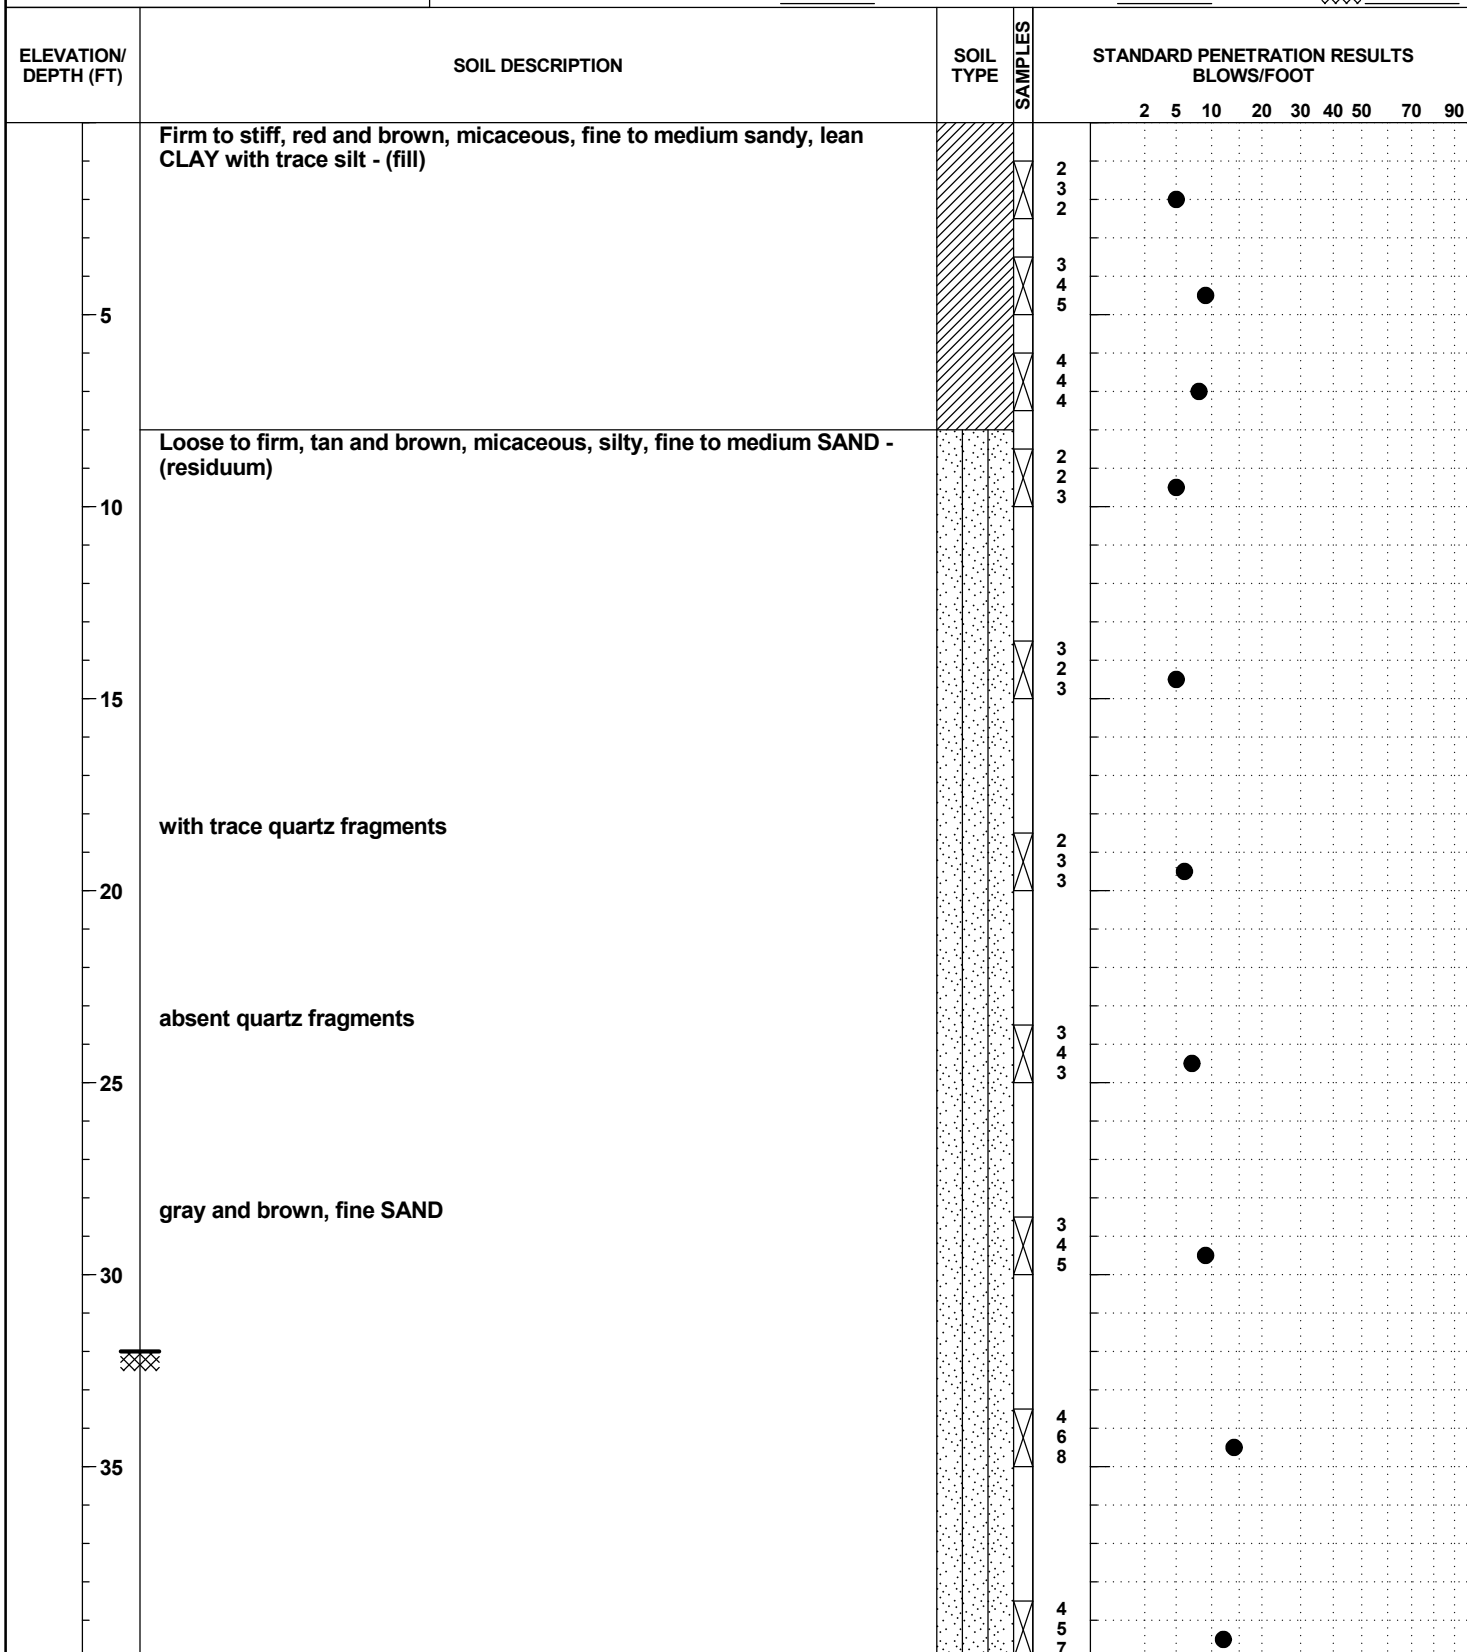 ELEVATION/
DEPTH (FT)
SOIL DESCRIPTION
SOIL
TYPE
SAMPLES
STANDARD PENETRATION RESULTS
BLOWS/FOOT
2 5 10 20 30 40 50 70 90
Firm to stiff, red and brown, micaceous, fine to medium sandy, lean
CLAY with trace silt - (fill)
2
3
2
3
4
5
5
4
4
4
Loose to firm, tan and brown, micaceous, silty, fine to medium SAND -
(residuum)
2
2
3
10
3
2
3
15
with trace quartz fragments
2
3
3
20
absent quartz fragments
3
4
3
25
gray and brown, fine SAND
3
4
5
30
4
6
8
35
4
5
7